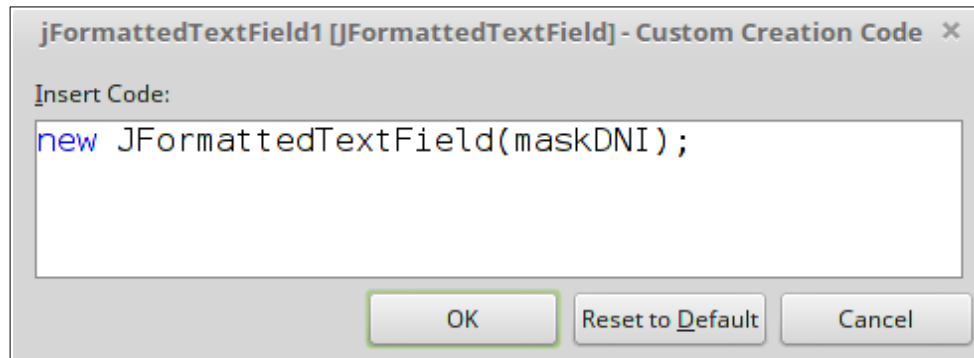 jFormattedTextField1 [JFormattedTextField] - Custom Creation Code ×
Insert Code:
new JFormattedTextField(maskDNI);
OK Reset to Default Cancel